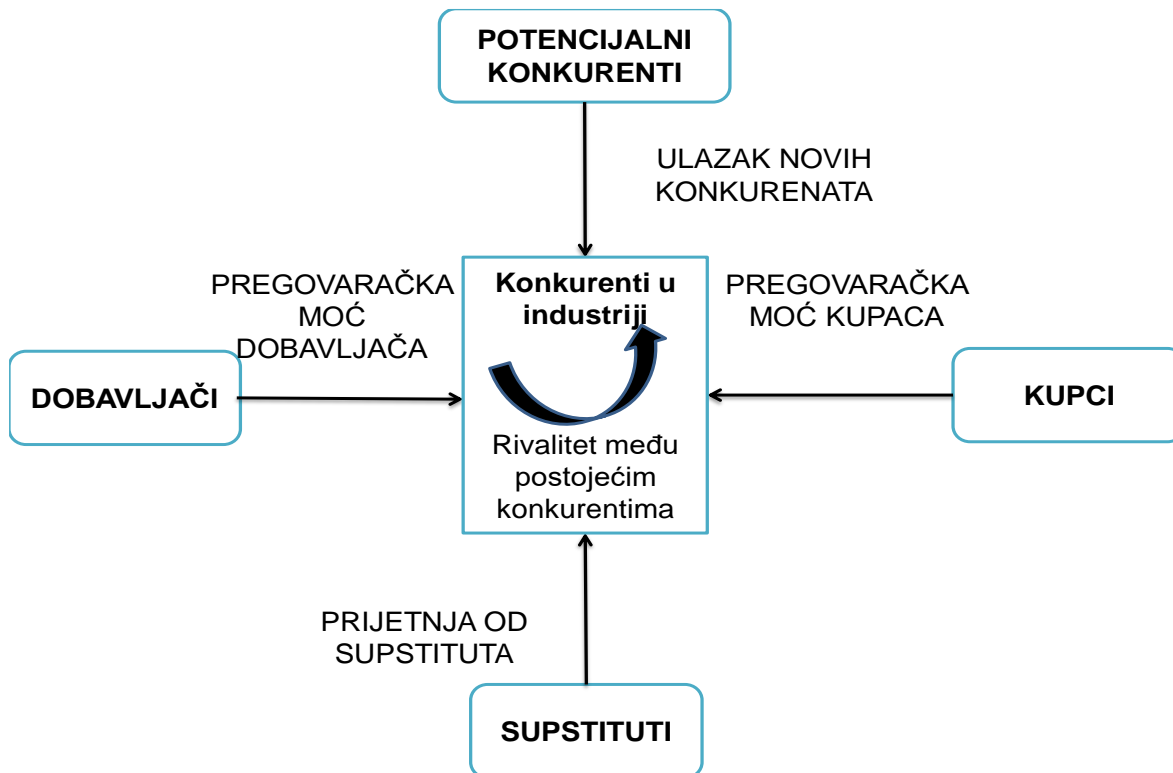 POTENCIJALNI
KONKURENTI
ULAZAK NOVIH
KONKURENATA
PREGOVARAČKA
MOĆ
DOBAVLJAČA
Konkurenti u
industriji
PREGOVARAČKA
MOĆ KUPACA
DOBAVLJAČI
KUPCI
Rivalitet među
postojećim
konkurentima
PRIJETNJA OD
SUPSTITUTA
SUPSTITUTI